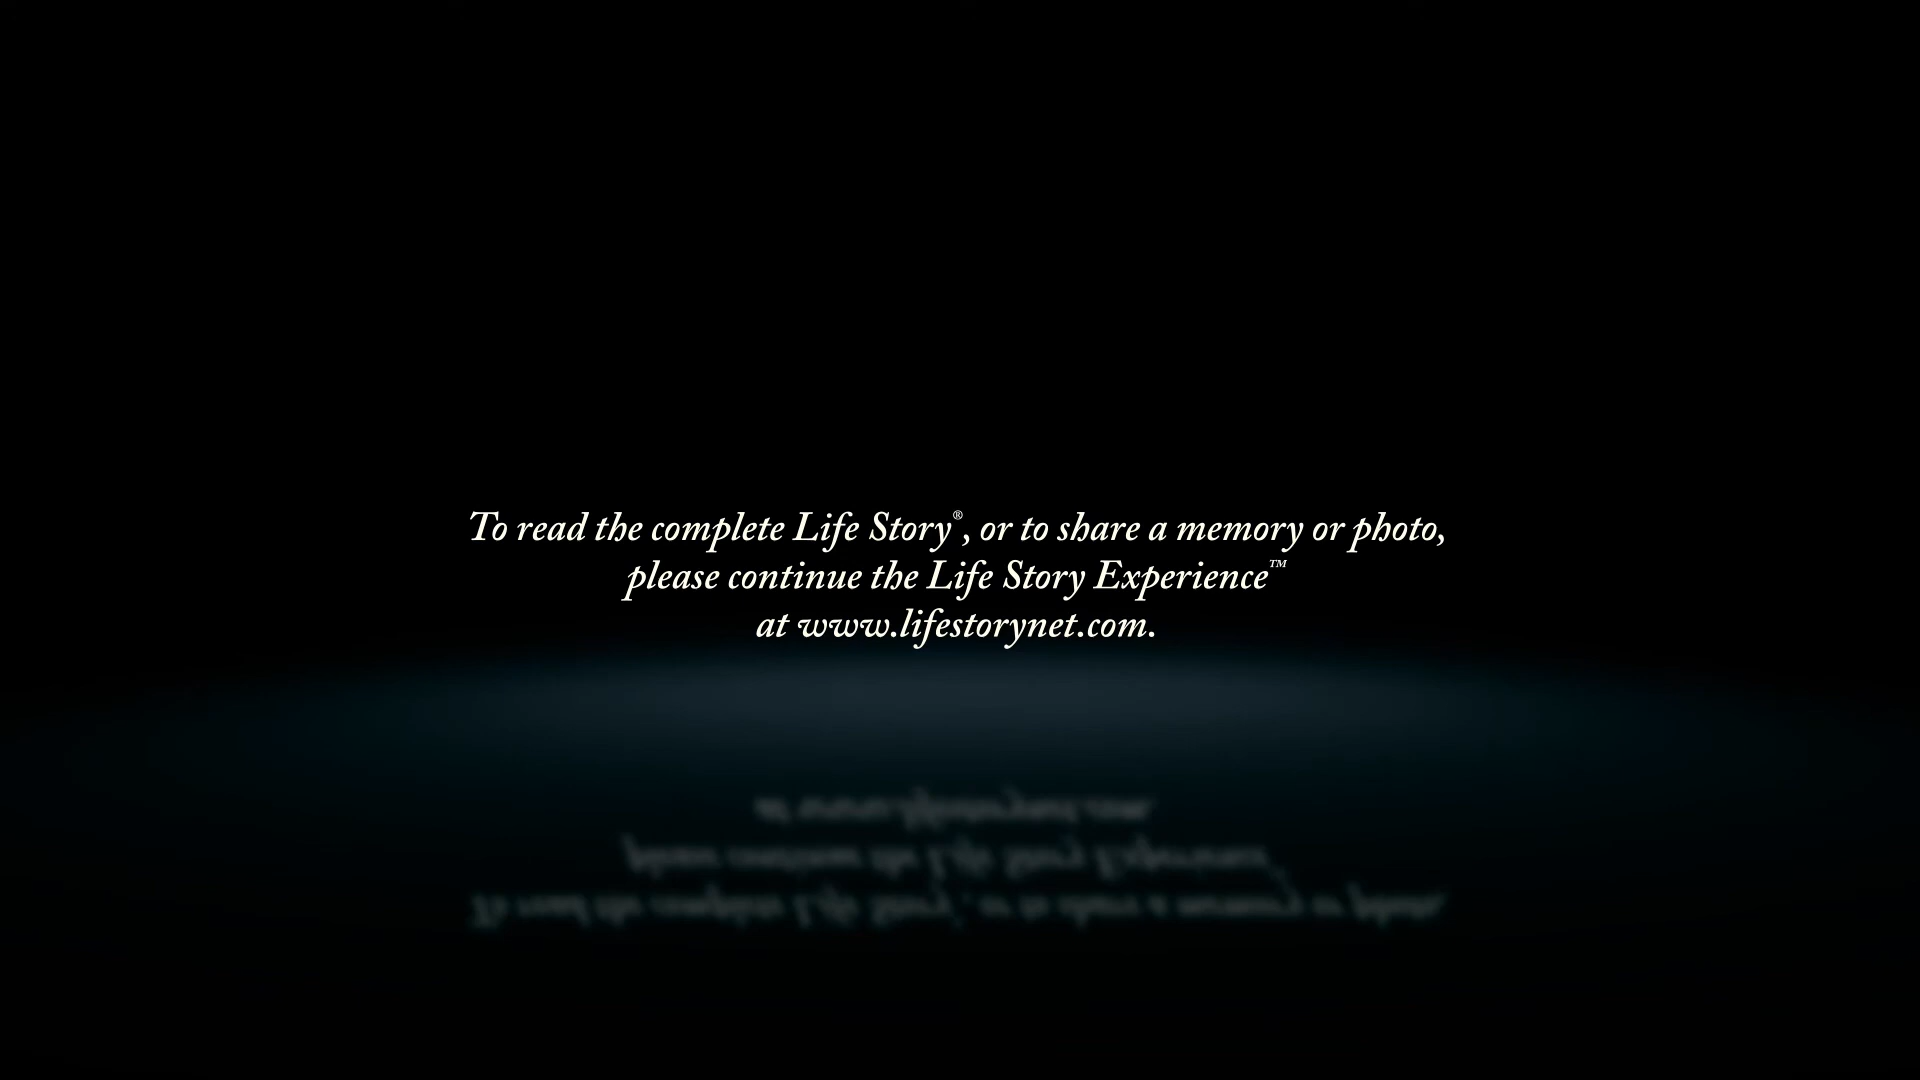 To read the complete Life Story®, or to share a memory or photo,
please continue the Life Story Experience™
at www.lifestorynet.com.